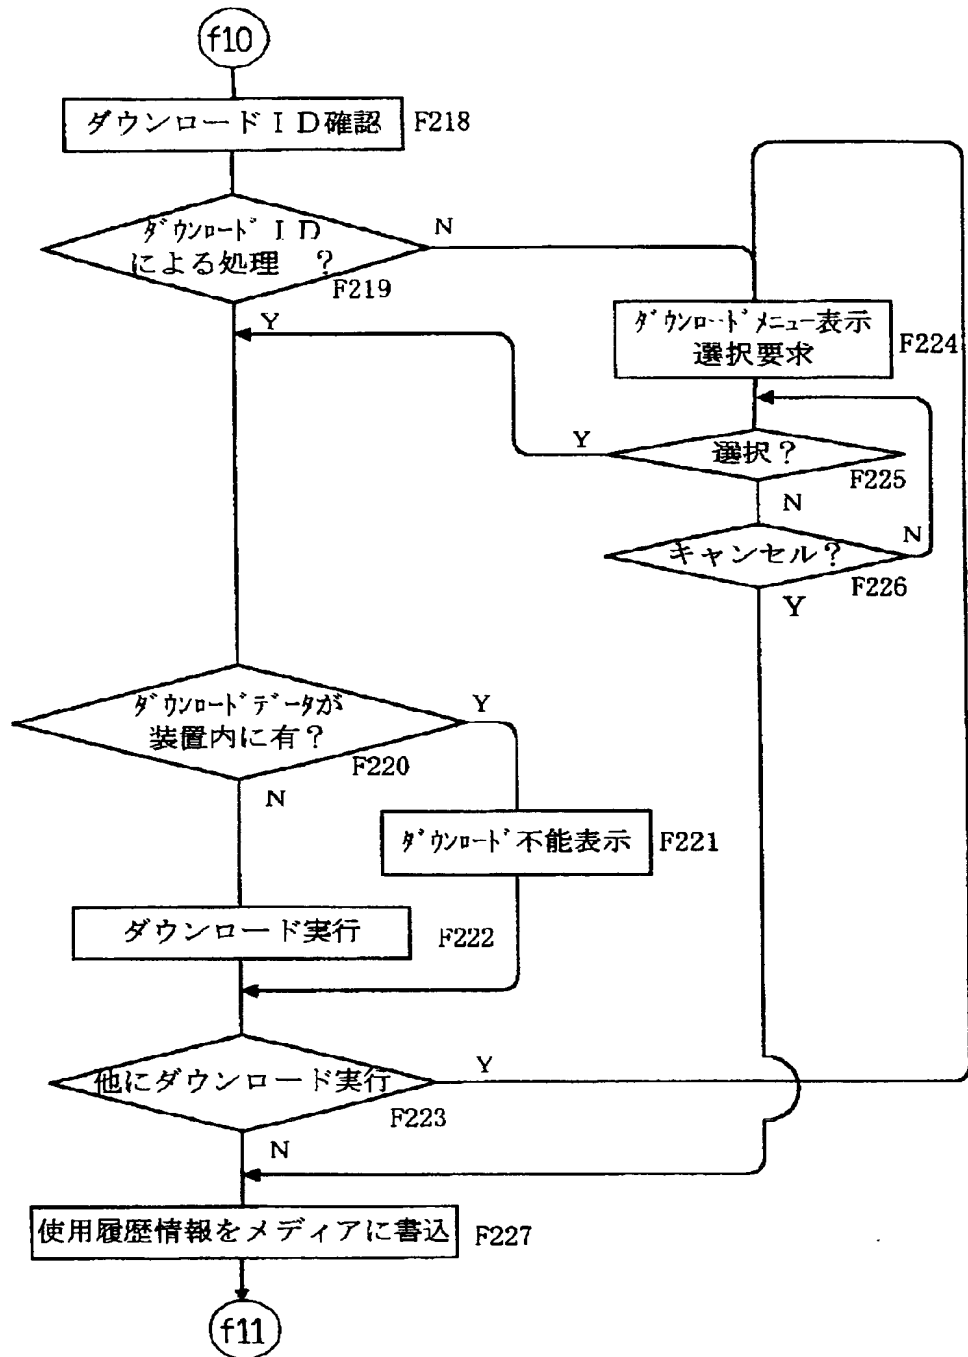 f10
ダウンロードＩＤ確認 F218
ﾀﾞｳﾝﾛｰﾄﾞＩＤ
による処理 ?
F219
N
Y
ﾀﾞｳﾝﾛｰﾄﾞﾒﾆｭｰ表示
選択要求
F224
選択?
F225
Y
N
キャンセル?
F226
N
Y
ﾀﾞｳﾝﾛｰﾄﾞﾃﾞｰﾀが
装置内に有?
F220
Y
N
ﾀﾞｳﾝﾛｰﾄﾞ不能表示 F221
ダウンロード実行 F222
他にダウンロード実行
F223
Y
N
使用履歴情報をメディアに書込 F227
f11